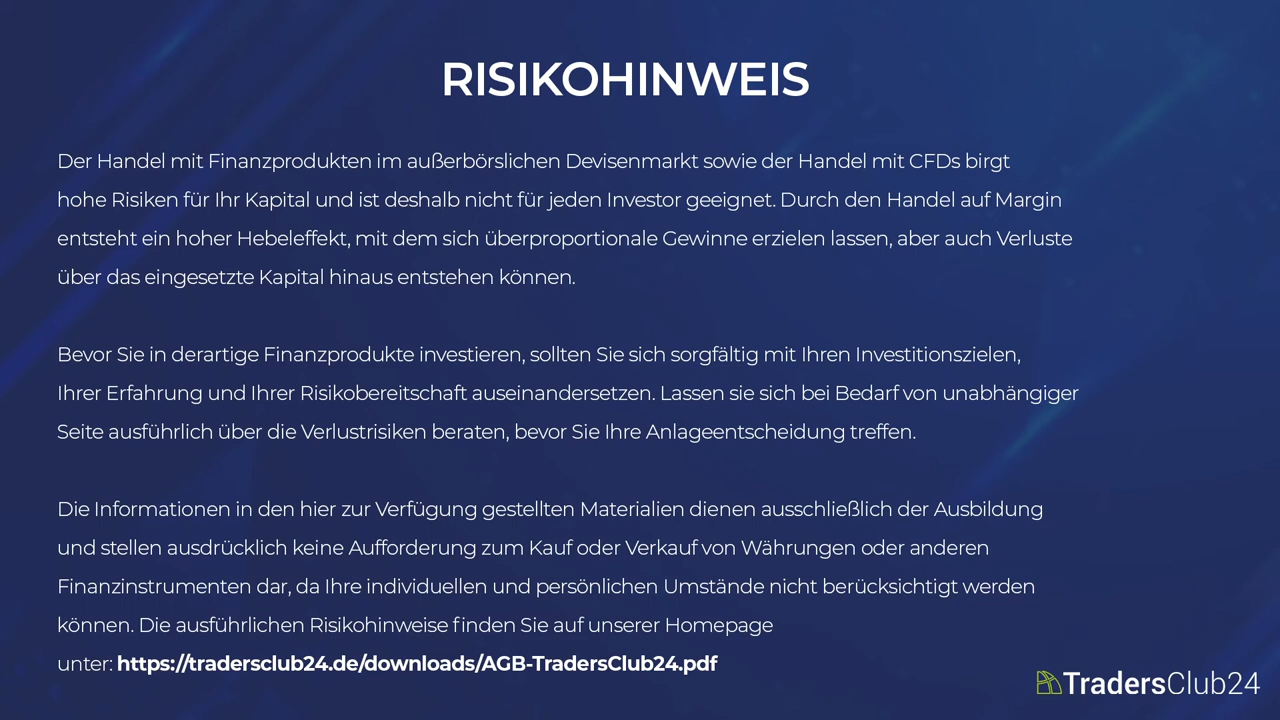 RISIKOHINWEIS
Der Handel mit Finanzprodukten im außerbörslichen Devisenmarkt sowie der Handel mit CFDs birgt
hohe Risiken für Ihr Kapital und ist deshalb nicht für jeden Investor geeignet. Durch den Handel auf Margin
entsteht ein hoher Hebeleffekt, mit dem sich überproportionale Gewinne erzielen lassen, aber auch Verluste
über das eingesetzte Kapital hinaus entstehen können.
Bevor Sie in derartige Finanzprodukte investieren, sollten Sie sich sorgfältig mit Ihren Investitionszielen,
Ihrer Erfahrung und Ihrer Risikobereitschaft auseinandersetzen. Lassen sie sich bei Bedarf von unabhängiger
Seite ausführlich über die Verlustrisiken beraten, bevor Sie Ihre Anlageentscheidung treffen.
Die Informationen in den hier zur Verfügung gestellten Materialien dienen ausschließlich der Ausbildung
und stellen ausdrücklich keine Aufforderung zum Kauf oder Verkauf von Währungen oder anderen
Finanzinstrumenten dar, da Ihre individuellen und persönlichen Umstände nicht berücksichtigt werden
können. Die ausführlichen Risikohinweise finden Sie auf unserer Homepage
unter: https://tradersclub24.de/downloads/AGB-TradersClub24.pdf
TradersClub24